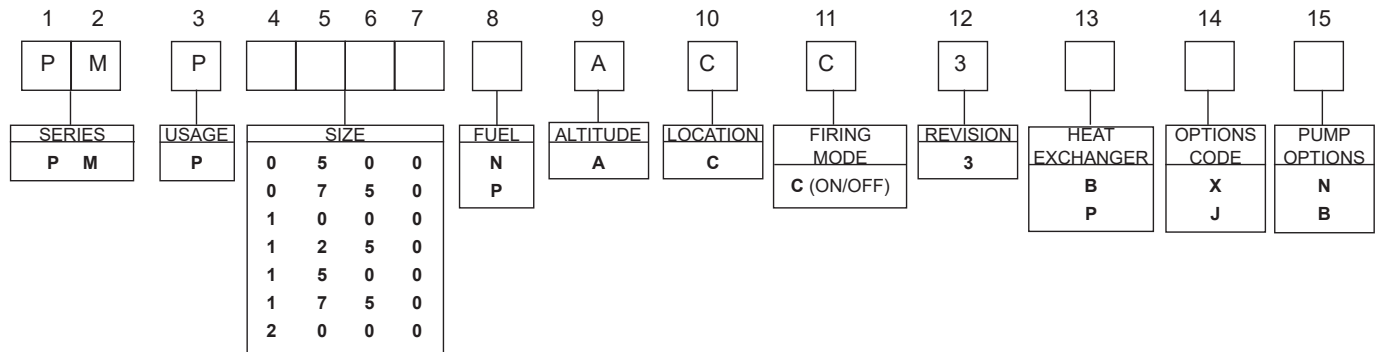 1 2 3 4 5 6 7 8 9 10 11 12 13 14 15
P M P A C C 3
SERIES USAGE SIZE FUEL ALTITUDE LOCATION FIRING MODE REVISION HEAT EXCHANGER OPTIONS CODE PUMP OPTIONS
P M P 0 5 0 0 N A C C (ON/OFF) 3 B X N
0 7 5 0 P P J B
1 0 0 0
1 2 5 0
1 5 0 0
1 7 5 0
2 0 0 0